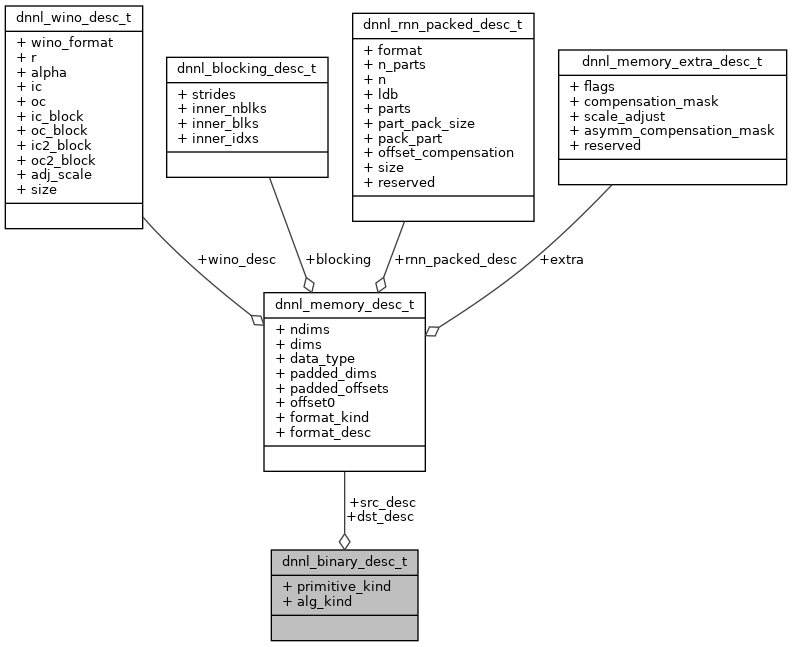 dnnl_wino_desc_t
+ wino_format
+ r
+ alpha
+ ic
+ oc
+ ic_block
+ oc_block
+ ic2_block
+ oc2_block
+ adj_scale
+ size
dnnl_blocking_desc_t
+ strides
+ inner_nblks
+ inner_blks
+ inner_idxs
dnnl_rnn_packed_desc_t
+ format
+ n_parts
+ n
+ ldb
+ parts
+ part_pack_size
+ pack_part
+ offset_compensation
+ size
+ reserved
dnnl_memory_extra_desc_t
+ flags
+ compensation_mask
+ scale_adjust
+ asymm_compensation_mask
+ reserved
+wino_desc
+blocking
+rnn_packed_desc
+extra
dnnl_memory_desc_t
+ ndims
+ dims
+ data_type
+ padded_dims
+ padded_offsets
+ offset0
+ format_kind
+ format_desc
+src_desc
+dst_desc
dnnl_binary_desc_t
+ primitive_kind
+ alg_kind